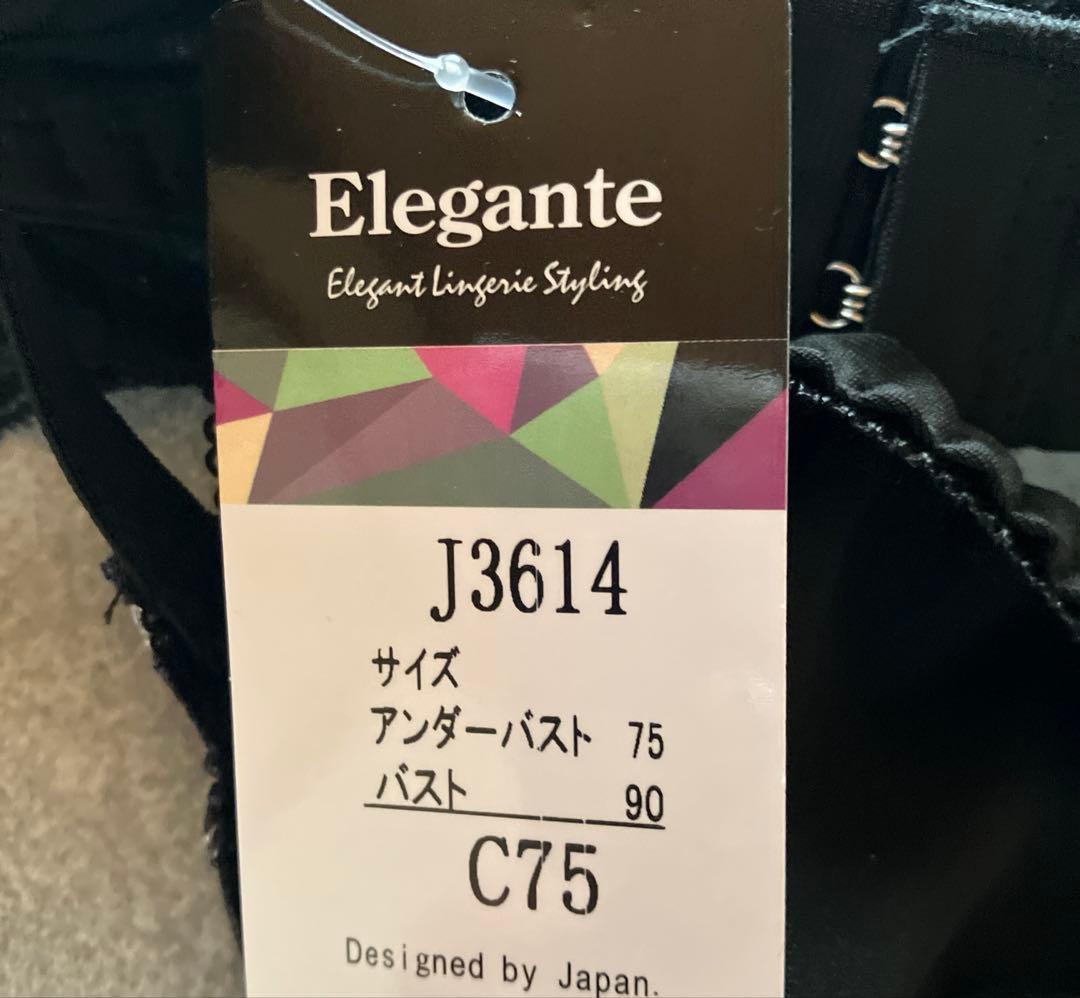 Elegante
Elegant Lingerie Styling
J3614
サイズ
アンダーバスト 75
バスト 90
C75
Designed by Japan.